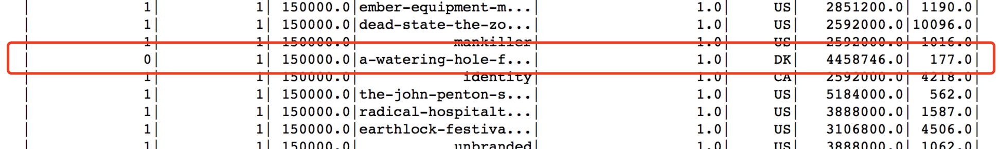 | 1| 1| 150000.0|ember-equipment-m...| 1.0| US| 2851200.0| 1190.0|
| 1| 1| 150000.0|dead-state-the-zo...| 1.0| US| 2592000.0|10096.0|
| 1| 1| 150000.0| mankiller| 1.0| US| 2592000.0| 1016.0|
| 0| 1| 150000.0|a-watering-hole-f...| 1.0| DK| 4458746.0| 177.0|
| 1| 1| 150000.0| identity| 1.0| CA| 2592000.0| 4218.0|
| 1| 1| 150000.0|the-john-penton-s...| 1.0| US| 5184000.0| 562.0|
| 1| 1| 150000.0|radical-hospitalt...| 1.0| US| 3888000.0| 1587.0|
| 1| 1| 150000.0|earthlock-festiva...| 1.0| US| 3106800.0| 4506.0|
| 1| 1| 150000.0| unbranded| 1.0| US| 3888000.0| 1062.0|